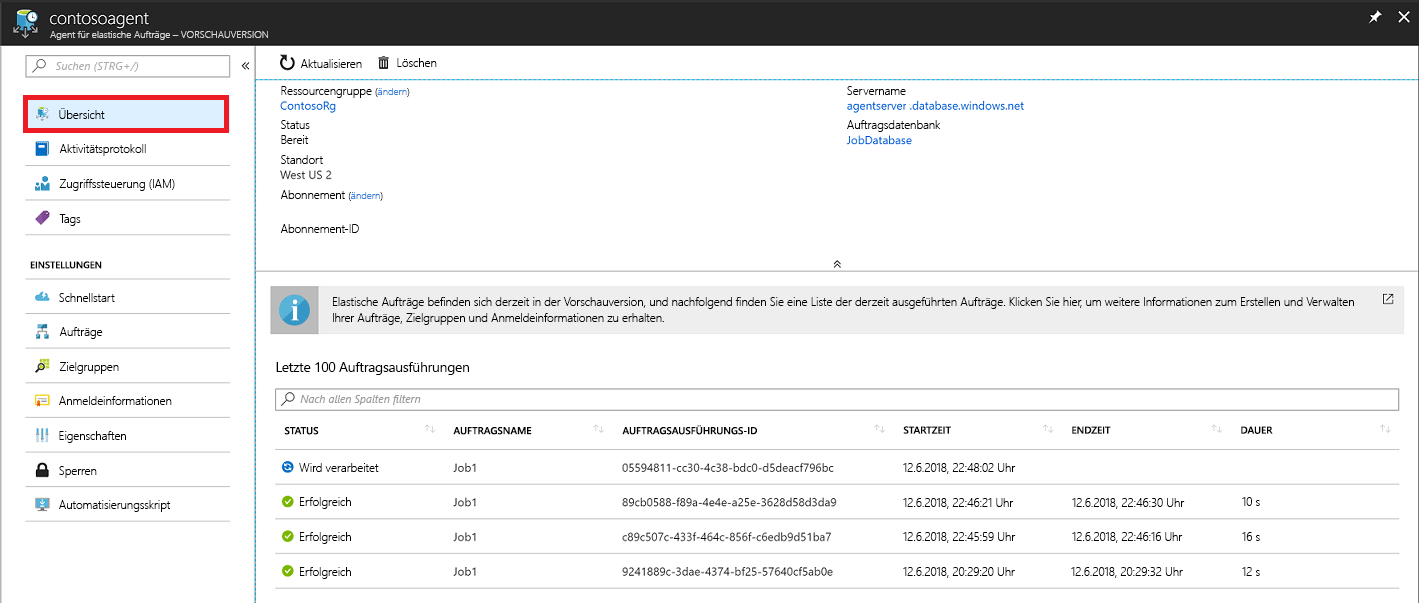 contosoagent
Agent für elastische Aufträge – VORSCHAUVERSION
Suchen (STRG+/)
Übersicht
Aktivitätsprotokoll
Zugriffssteuerung (IAM)
Tags
EINSTELLUNGEN
Schnellstart
Aufträge
Zielgruppen
Anmeldeinformationen
Eigenschaften
Sperren
Automatisierungsskript
Aktualisieren Löschen
Ressourcengruppe (ändern)
ContosoRg
Status
Bereit
Standort
West US 2
Abonnement (ändern)
Abonnement-ID
Servername
agentserver .database.windows.net
Auftragsdatenbank
JobDatabase
Elastische Aufträge befinden sich derzeit in der Vorschauversion, und nachfolgend finden Sie eine Liste der derzeit ausgeführten Aufträge. Klicken Sie hier, um weitere Informationen zum Erstellen und Verwalten
Ihrer Aufträge, Zielgruppen und Anmeldeinformationen zu erhalten.
Letzte 100 Auftragsausführungen
Nach allen Spalten filtern
STATUS AUFTRAGSNAME AUFTRAGSAUSFÜHRUNGS-ID STARTZEIT ENDZEIT DAUER
Wird verarbeitet Job1 05594811-cc30-4c38-bdc0-d5deacf796bc 12.6.2018, 22:48:02 Uhr
Erfolgreich Job1 89cb0588-f89a-4e4e-a25e-3628d58d3da9 12.6.2018, 22:46:21 Uhr 12.6.2018, 22:46:30 Uhr 10 s
Erfolgreich Job1 c89c507c-433f-464c-856f-c6edb9d51ba7 12.6.2018, 22:45:59 Uhr 12.6.2018, 22:46:16 Uhr 16 s
Erfolgreich Job1 9241889c-3dae-4374-bf25-57640cf5ab0e 12.6.2018, 20:29:20 Uhr 12.6.2018, 20:29:32 Uhr 12 s